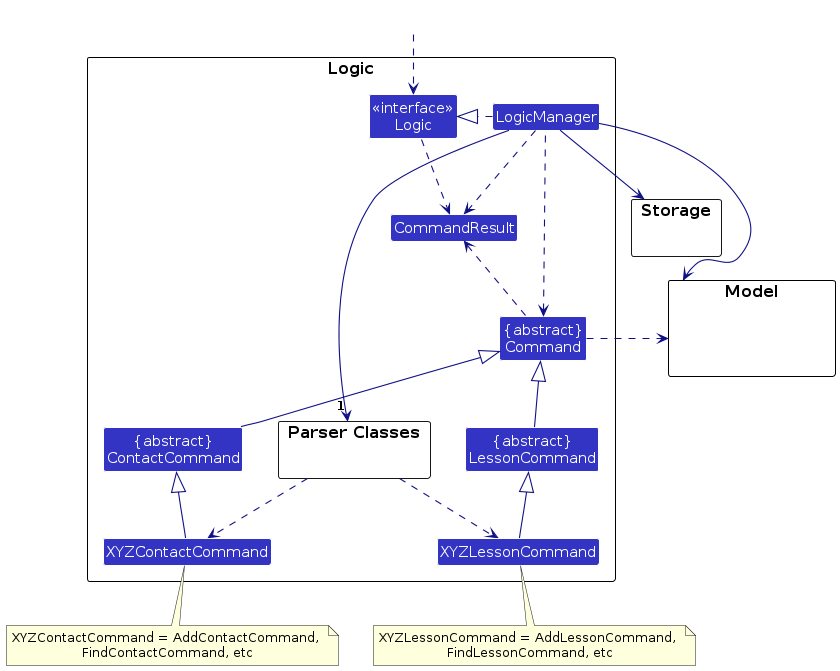 Logic
«interface»
Logic
LogicManager
Storage
CommandResult
Model
{abstract}
Command
1
Parser Classes
{abstract}
ContactCommand
{abstract}
LessonCommand
XYZContactCommand
XYZLessonCommand
XYZContactCommand = AddContactCommand,
FindContactCommand, etc
XYZLessonCommand = AddLessonCommand,
FindLessonCommand, etc